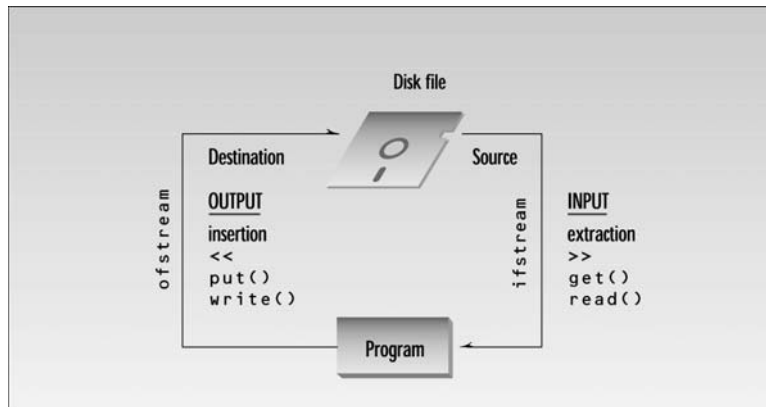 Disk file
Destination
Source
ofstream
OUTPUT
insertion
<<
put()
write()
ifstream
INPUT
extraction
>>
get()
read()
Program